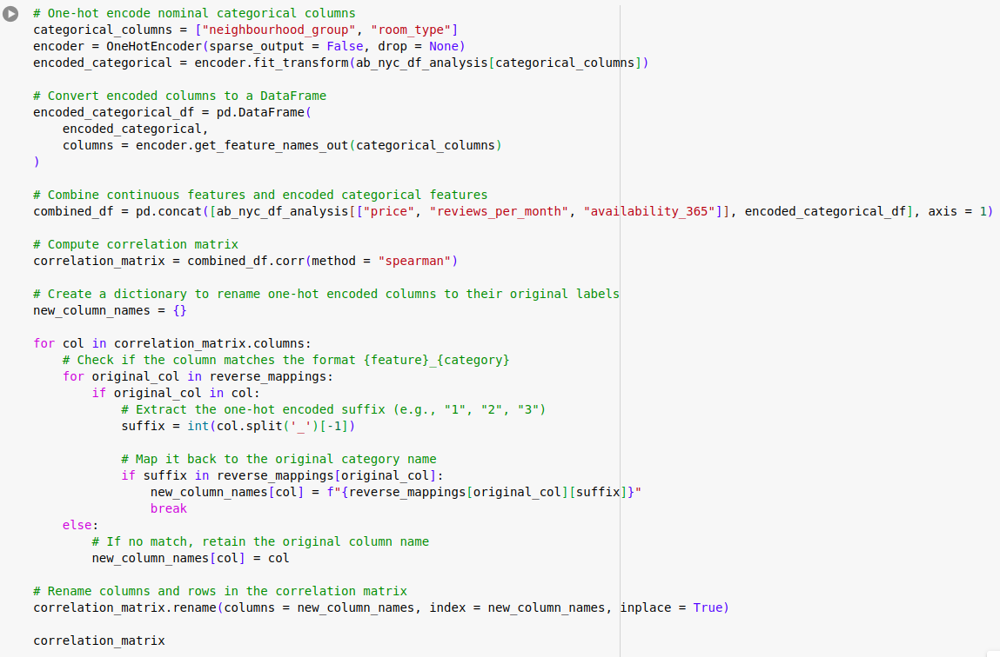 # One-hot encode nominal categorical columns
categorical_columns = ["neighbourhood_group", "room_type"]
encoder = OneHotEncoder(sparse_output = False, drop = None)
encoded_categorical = encoder.fit_transform(ab_nyc_df_analysis[categorical_columns])

# Convert encoded columns to a DataFrame
encoded_categorical_df = pd.DataFrame(
    encoded_categorical,
    columns = encoder.get_feature_names_out(categorical_columns)
)

# Combine continuous features and encoded categorical features
combined_df = pd.concat([ab_nyc_df_analysis[["price", "reviews_per_month", "availability_365"]], encoded_categorical_df], axis = 1)

# Compute correlation matrix
correlation_matrix = combined_df.corr(method = "spearman")

# Create a dictionary to rename one-hot encoded columns to their original labels
new_column_names = {}

for col in correlation_matrix.columns:
    # Check if the column matches the format {feature}_{category}
    for original_col in reverse_mappings:
        if original_col in col:
            # Extract the one-hot encoded suffix (e.g., "1", "2", "3")
            suffix = int(col.split('_')[-1])

            # Map it back to the original category name
            if suffix in reverse_mappings[original_col]:
                new_column_names[col] = f"{reverse_mappings[original_col][suffix]}"
                break
    else:
        # If no match, retain the original column name
        new_column_names[col] = col

# Rename columns and rows in the correlation matrix
correlation_matrix.rename(columns = new_column_names, index = new_column_names, inplace = True)

correlation_matrix